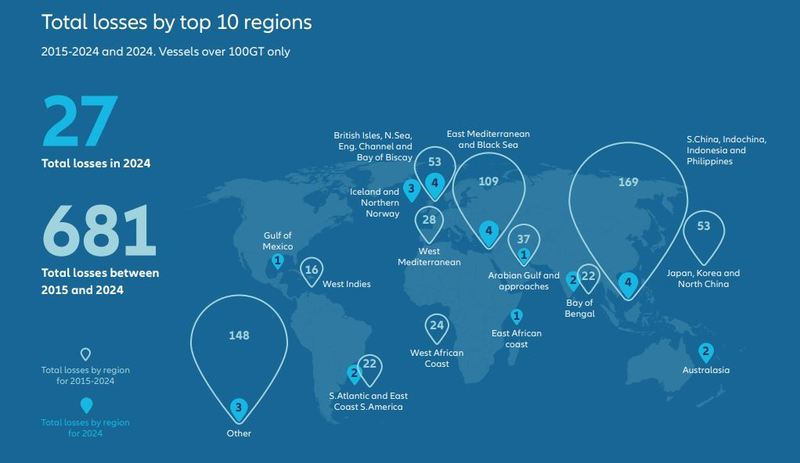 Total losses by top 10 regions
2015-2024 and 2024. Vessels over 100GT only
27
Total losses in 2024
681
Total losses between
2015 and 2024
Total losses by region
for 2015-2024
Total losses by region
for 2024
British Isles, N.Sea,
Eng. Channel and
Bay of Biscay
53
4
East Mediterranean
and Black Sea
109
4
S.China, Indochina,
Indonesia and
Philippines
169
4
Iceland and
Northern
Norway
3
28
West
Mediterranean
37
1
Arabian Gulf and
approaches
53
Japan, Korea and
North China
Gulf of
Mexico
1
16
West Indies
2
22
Bay of
Bengal
148
3
Other
24
West African
Coast
1
East African
coast
2
Australasia
2
22
S.Atlantic and East
Coast S.America